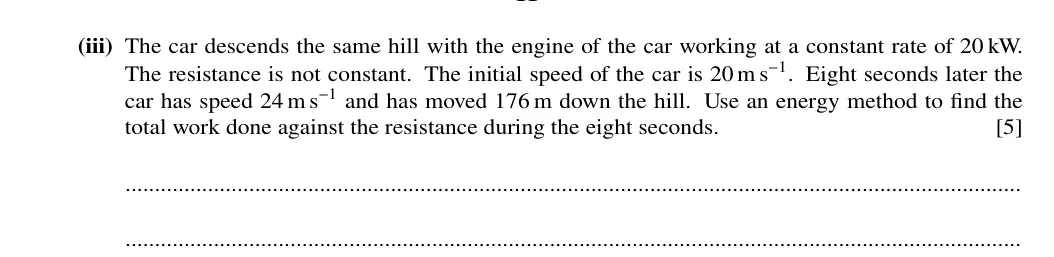 (iii) The car descends the same hill with the engine of the car working at a constant rate of 20 kW.
The resistance is not constant. The initial speed of the car is 20 m s⁻¹. Eight seconds later the
car has speed 24 m s⁻¹ and has moved 176 m down the hill. Use an energy method to find the
total work done against the resistance during the eight seconds. [5]